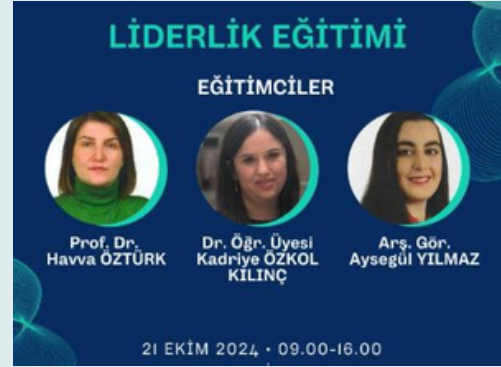 LİDERLİK EĞİTİMİ
EĞİTİMCİLER
Prof. Dr.
Havva ÖZTÜRK
Dr. Öğr. Üyesi
Kadriye ÖZKOL
KILINÇ
Arş. Gör.
Aysegül YILMAZ
21 EKİM 2024 • 09.00-16.00